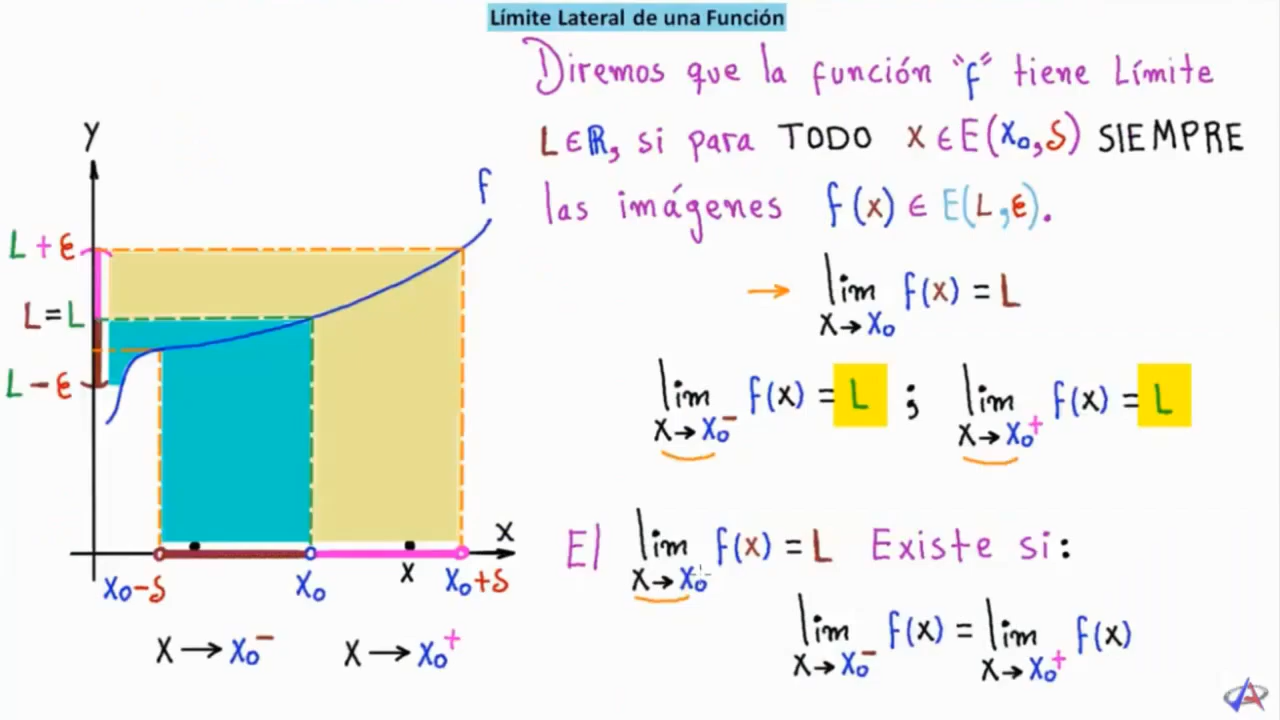 Límite Lateral de una Función
Diremos que la función "f" tiene Límite
L∈ℝ, si para TODO x∈E(x₀,δ) SIEMPRE
las imágenes f(x) ∈ E(L,ε).
→ lim f(x) = L
x→x₀
lim f(x) = L ; lim f(x) = L
x→x₀⁻ x→x₀⁺
El lim f(x) = L Existe si:
x→x₀
lim f(x) = lim f(x)
x→x₀⁻ x→x₀⁺
y
f
L+ε
L=L
L-ε
x
x₀-δ x₀ x x₀+δ
x→x₀⁻ x→x₀⁺